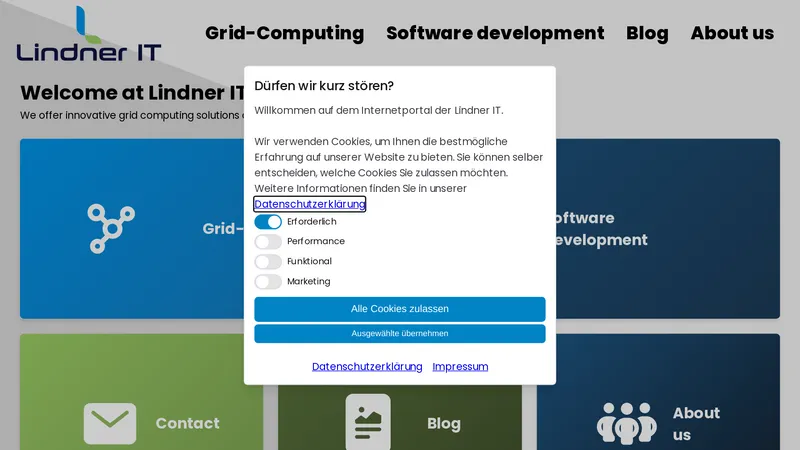 Lindner IT
Grid-Computing Software development Blog About us
Welcome at Lindner IT
We offer innovative grid computing solutions
Dürfen wir kurz stören?
Willkommen auf dem Internetportal der Lindner IT.
Wir verwenden Cookies, um Ihnen die bestmögliche
Erfahrung auf unserer Website zu bieten. Sie können selber
entscheiden, welche Cookies Sie zulassen möchten.
Weitere Informationen finden Sie in unserer
Datenschutzerklärung
Erforderlich
Performance
Funktional
Marketing
Alle Cookies zulassen
Ausgewählte übernehmen
Datenschutzerklärung Impressum
Grid-
Contact
Blog
About
us